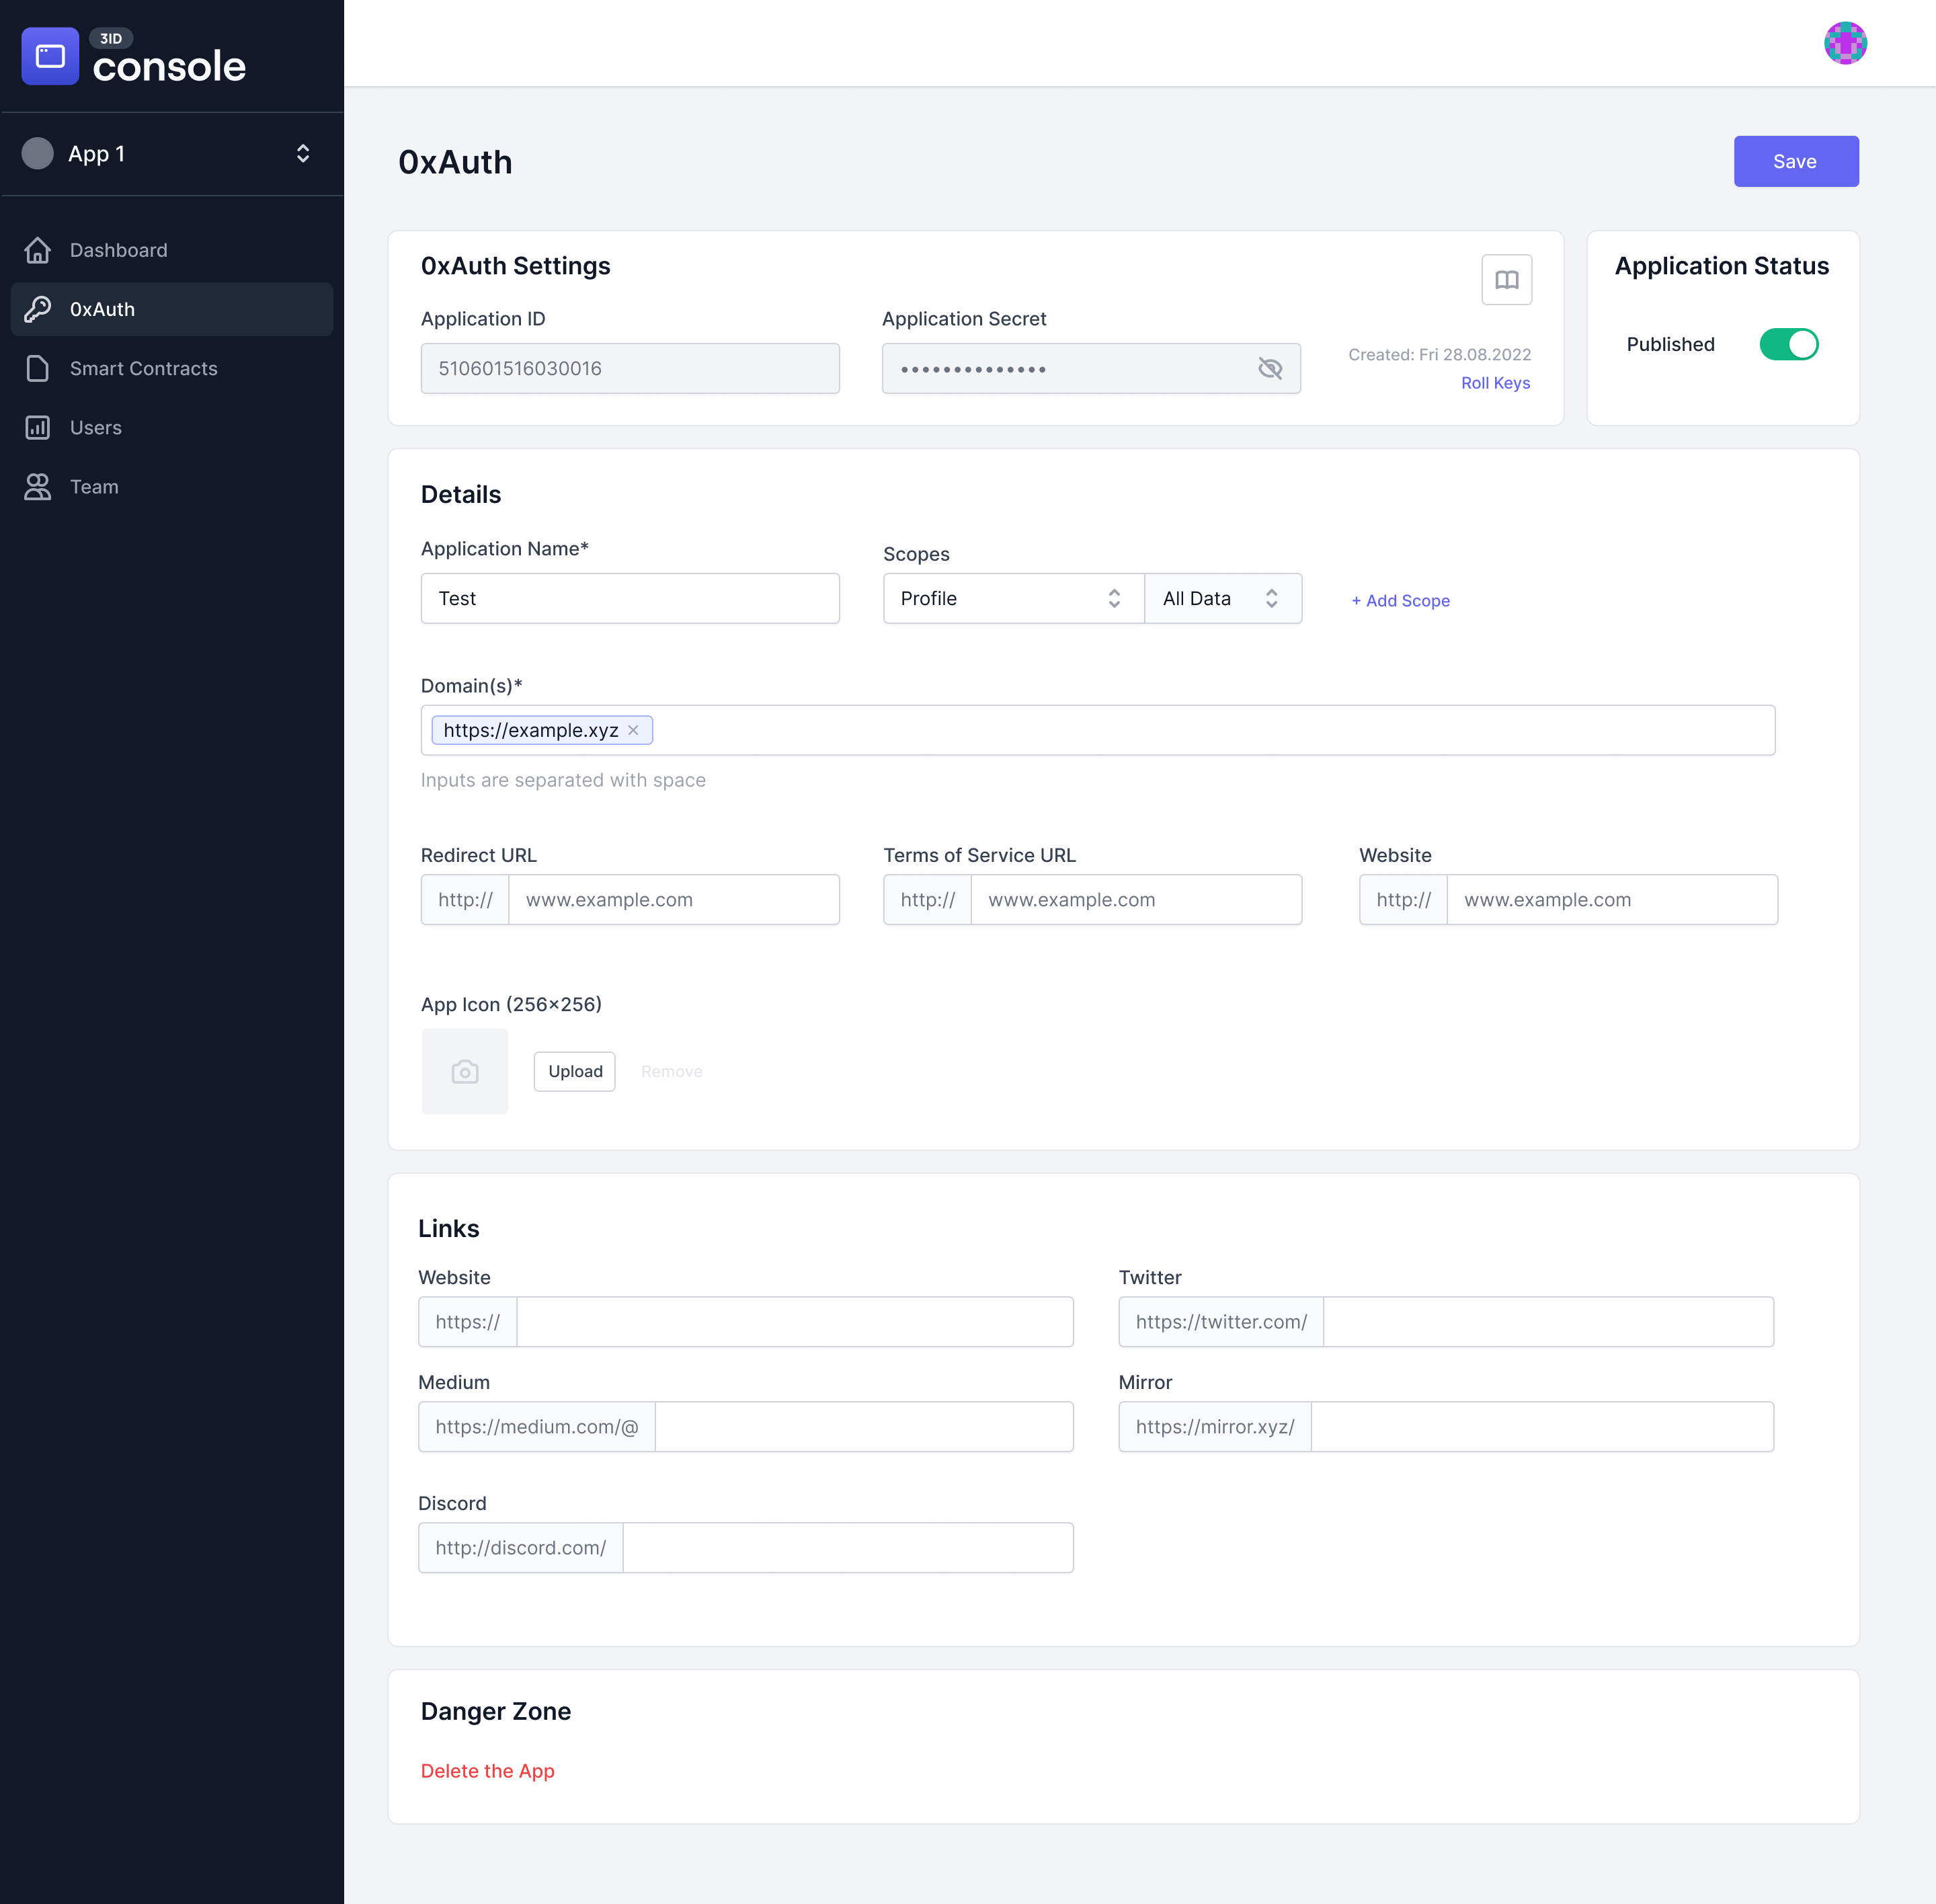 3ID
console
App 1
Dashboard
0xAuth
Smart Contracts
Users
Team
0xAuth
Save
0xAuth Settings
Application ID
510601516030016
Application Secret
••••••••••••••
Created: Fri 28.08.2022
Roll Keys
Application Status
Published
Details
Application Name*
Test
Scopes
Profile
All Data
+ Add Scope
Domain(s)*
https://example.xyz ×
Inputs are separated with space
Redirect URL
http:// www.example.com
Terms of Service URL
http:// www.example.com
Website
http:// www.example.com
App Icon (256×256)
Upload
Remove
Links
Website
https://
Twitter
https://twitter.com/
Medium
https://medium.com/@
Mirror
https://mirror.xyz/
Discord
http://discord.com/
Danger Zone
Delete the App